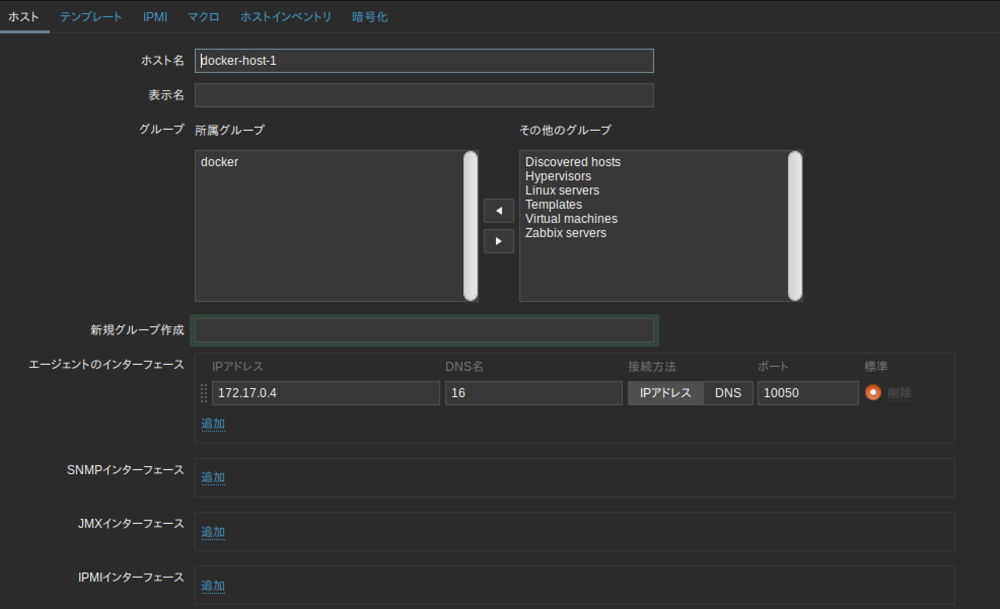 ホスト テンプレート IPMI マクロ ホストインベントリ 暗号化
ホスト名 docker-host-1
表示名
グループ 所属グループ その他のグループ
docker
Discovered hosts
Hypervisors
Linux servers
Templates
Virtual machines
Zabbix servers
新規グループ作成
エージェントのインターフェース IPアドレス DNS名 接続方法 ポート 標準
172.17.0.4 16 IPアドレス DNS 10050 削除
追加
SNMPインターフェース 追加
JMXインターフェース 追加
IPMIインターフェース 追加